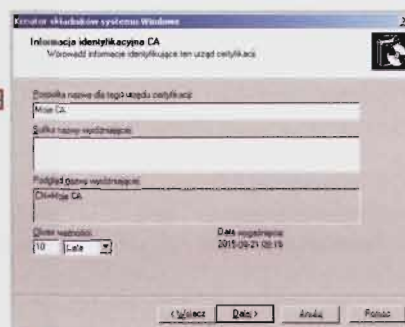 Kreator składników systemu Windows
Informacja identyfikacyjna CA
Wprowadź informacje identyfikujące ten urząd certyfikacji.
Pospolita nazwa dla tego urzędu certyfikacji:
Moje CA
Sufiks nazwy wyróżniającej:
Podgląd nazwy wyróżniającej:
CN=Moje CA
Okres ważności:
Data wygaśnięcia:
10 Lata
2015-09-21 09:19
< Wstecz Dalej > Anuluj Pomoc